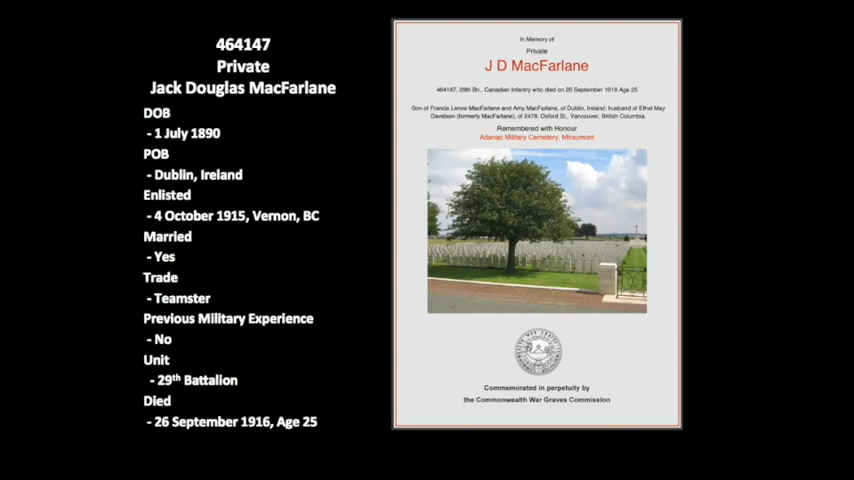 464147
Private
Jack Douglas MacFarlane
DOB
- 1 July 1890
POB
- Dublin, Ireland
Enlisted
- 4 October 1915, Vernon, BC
Married
- Yes
Trade
- Teamster
Previous Military Experience
- No
Unit
- 29th Battalion
Died
- 26 September 1916, Age 25
In Memory of
Private
J D MacFarlane
464147, 29th Bn., Canadian Infantry who died on 26 September 1916 Age 25
Son of Francis Lenno MacFarlane and Amy MacFarlane, of Dublin, Ireland; husband of Ethel May
Davidson (formerly MacFarlane), of 2478, Oxford St., Vancouver, British Columbia.
Remembered with Honour
Adanac Military Cemetery, Miraumont
Commemorated in perpetuity by
the Commonwealth War Graves Commission